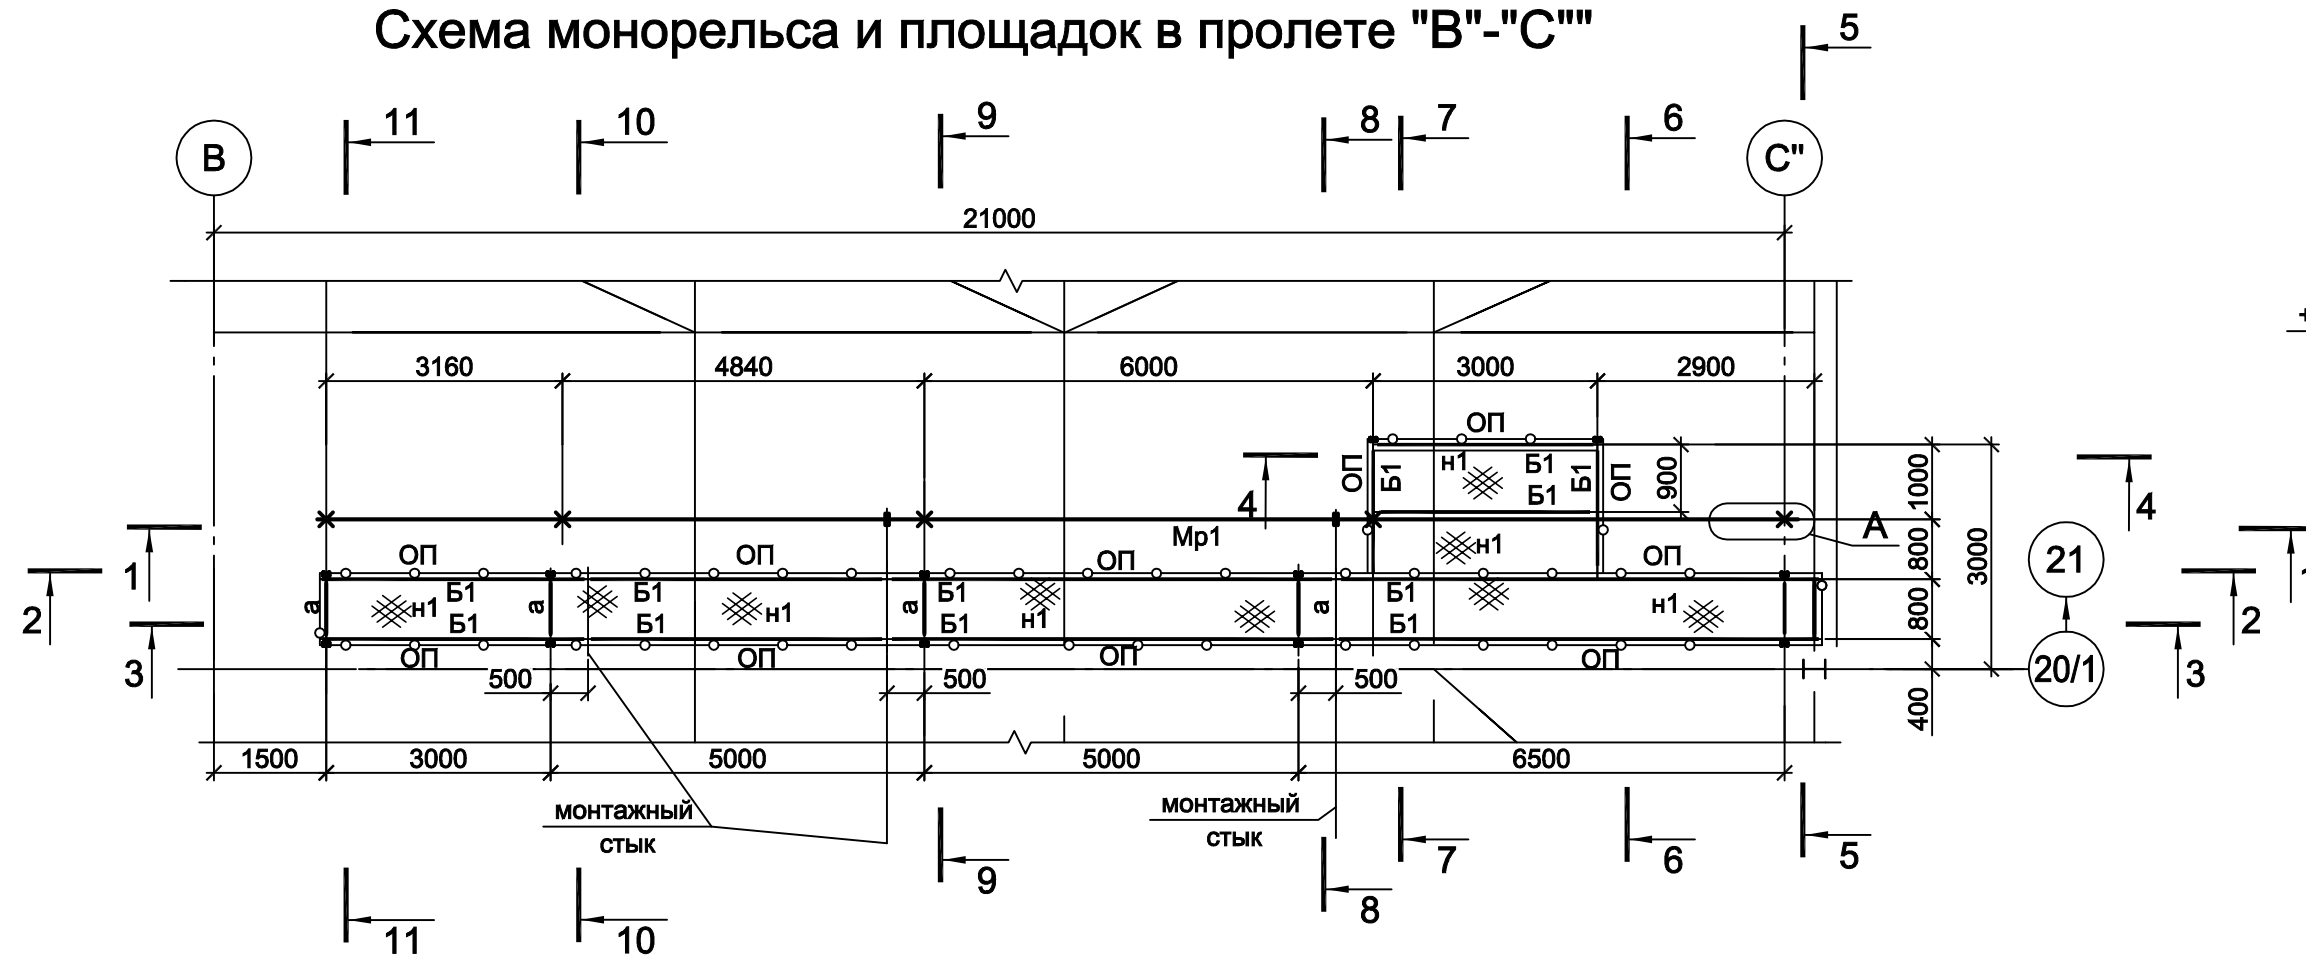 Схема монорельса и площадок в пролете "В"-"С""
5
11 10 9 8 7 6
В С"
21000
3160 4840 6000 3000 2900
ОП
ОП Б1 н1 Б1 Б1 ОП 900 1000
Б1
4 4
Мр1 н1 А
1 ОП ОП ОП ОП 800 3000 21
2 а Б1 а Б1 а Б1 а Б1 н1 2
н1 н1 н1
Б1 Б1 Б1 Б1 800
3 ОП ОП ОП ОП 20/1 3
500 500 500 400
1500 3000 5000 5000 6500
монтажный монтажный
стык стык
9 7 6 5
11 10 8